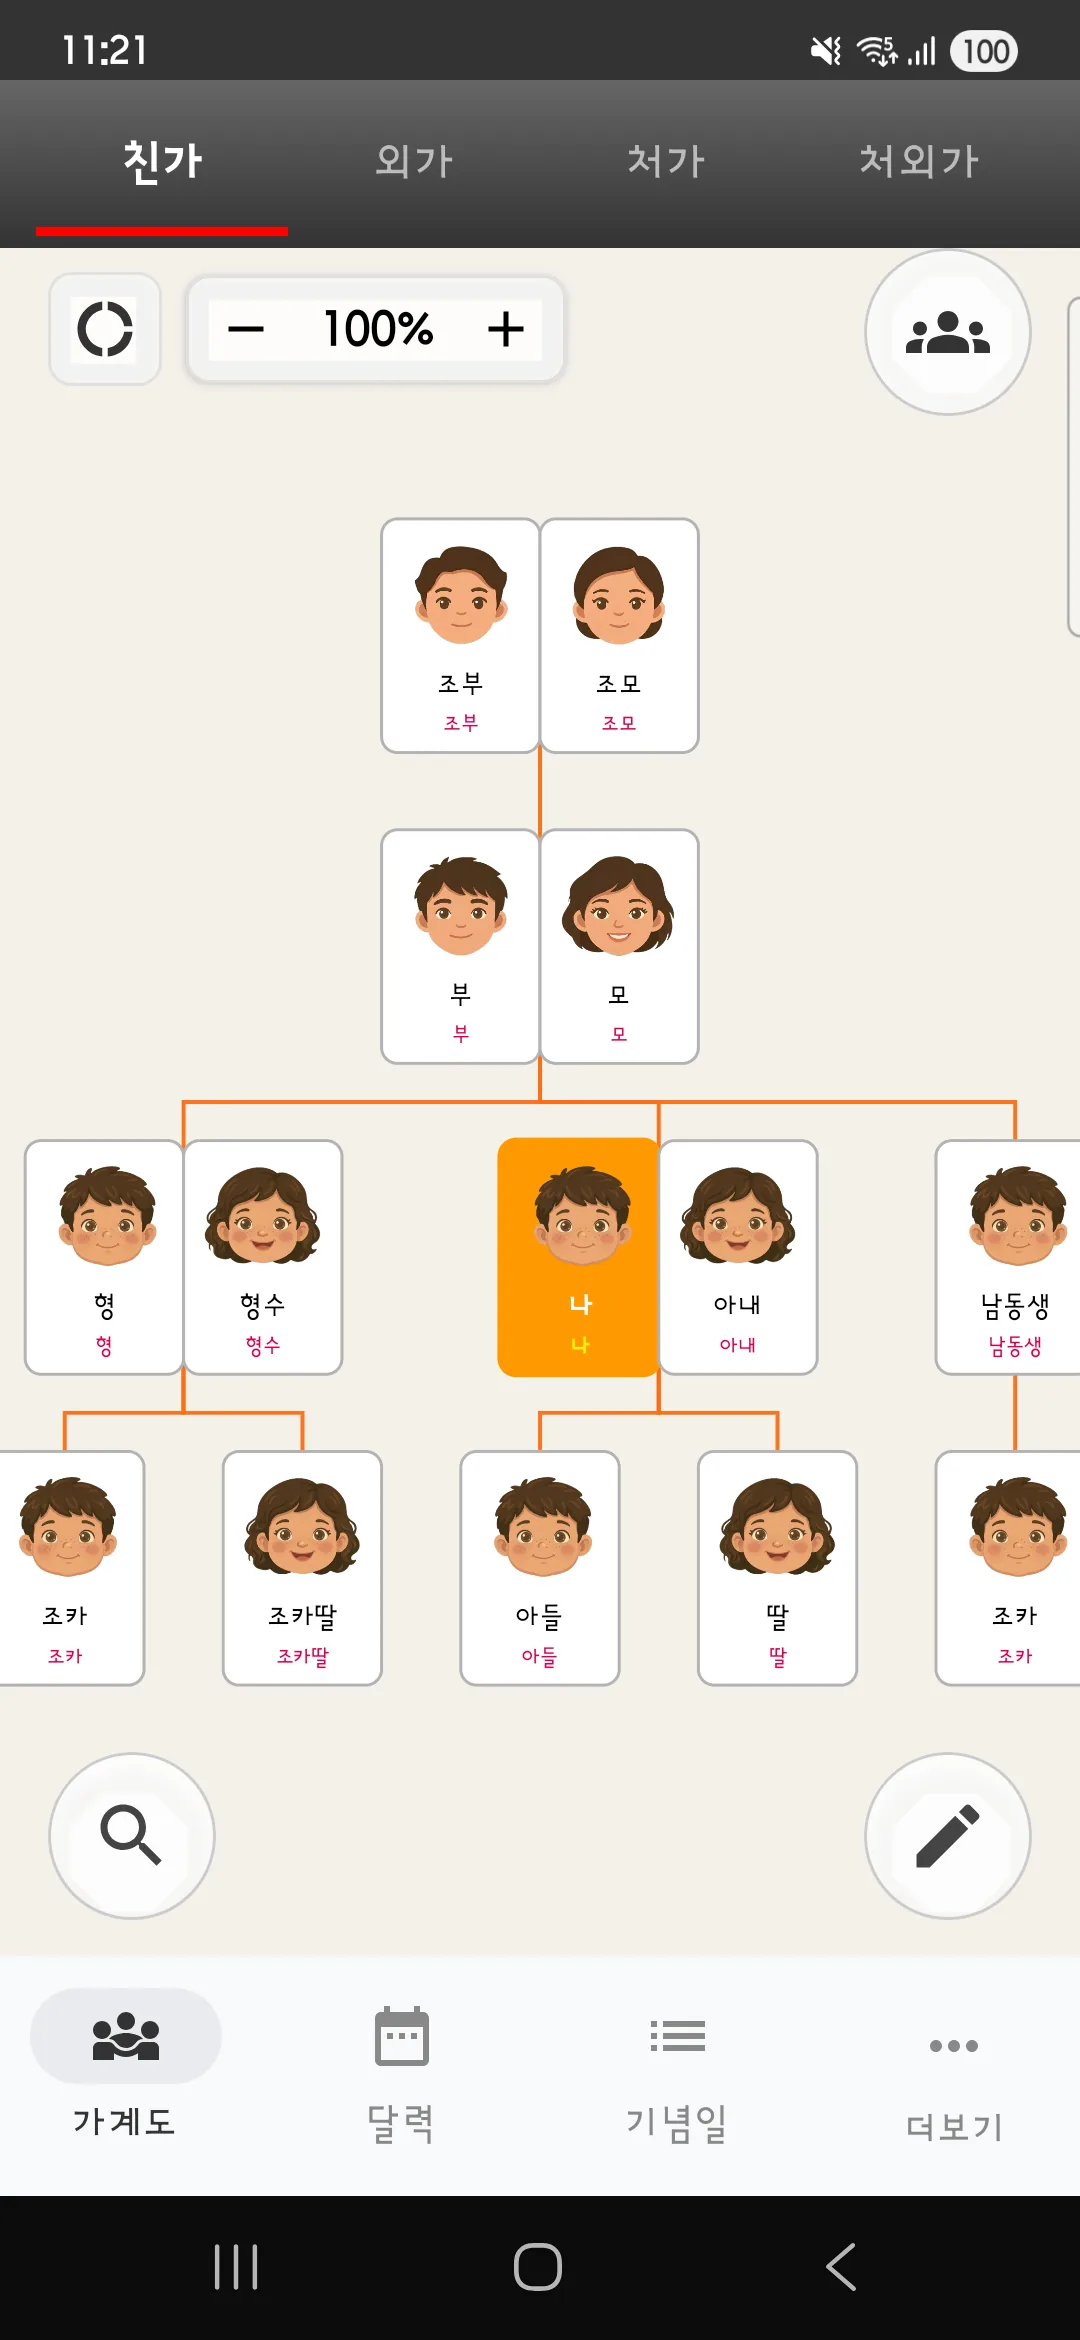 11:21
5
100
친가 외가 처가 처외가
100%
조부 조모
조부 조모
부 모
부 모
형 형수 나 아내 남동생
형 형수 나 아내 남동생
조카 조카딸 아들 딸 조카
조카 조카딸 아들 딸 조카
가계도 달력 기념일 더보기